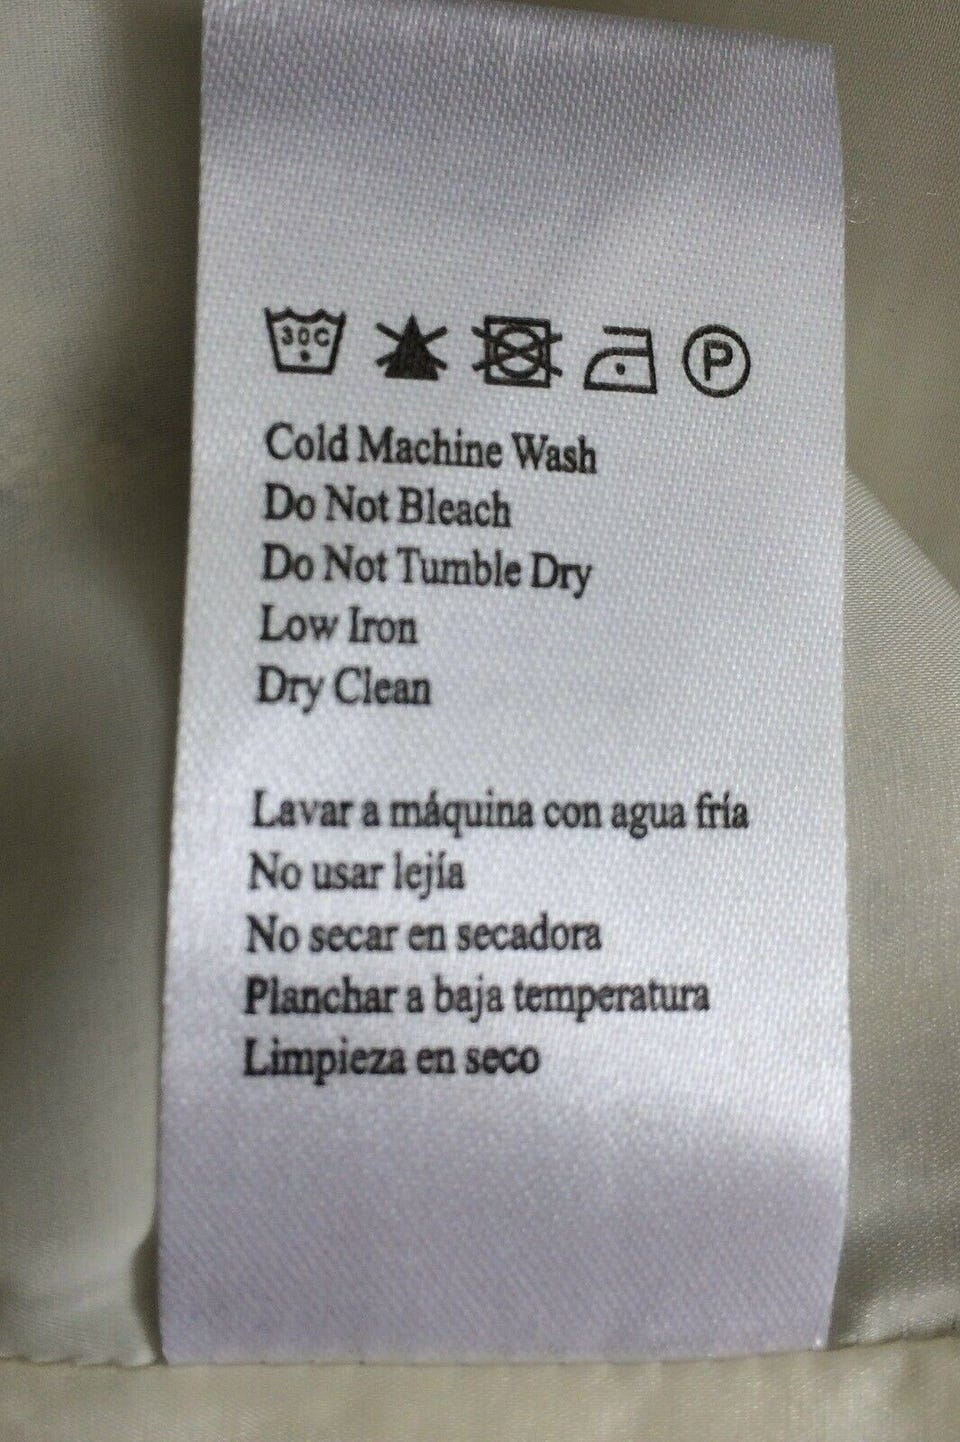 30C
P
Cold Machine Wash
Do Not Bleach
Do Not Tumble Dry
Low Iron
Dry Clean
Lavar a máquina con agua fría
No usar lejía
No secar en secadora
Planchar a baja temperatura
Limpieza en seco